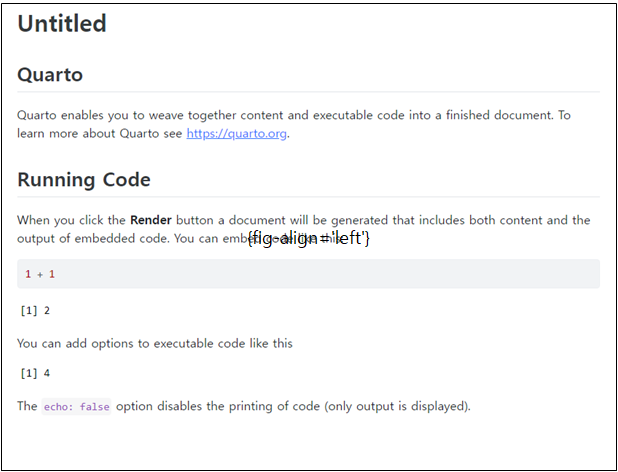 Untitled
Quarto
Quarto enables you to weave together content and executable code into a finished document. To
learn more about Quarto see https://quarto.org.
Running Code
When you click the Render button a document will be generated that includes both content and the
output of embedded code. You can embed code like this
{fig-align='left'}
1 + 1
[1] 2
You can add options to executable code like this
[1] 4
The echo: false option disables the printing of code (only output is displayed).